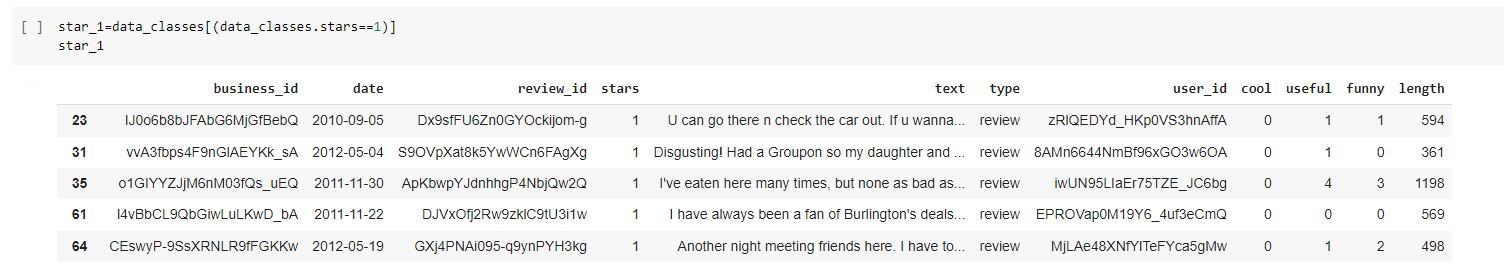 [ ] star_1=data_classes[(data_classes.stars==1)]
star_1
business_id date review_id stars text type user_id cool useful funny length
23 IJ0o6b8bJFAbG6MjGfBebQ 2010-09-05 Dx9sfFU6Zn0GYOckijom-g 1 U can go there n check the car out. If u wanna... review zRlQEDYd_HKp0VS3hnAffA 0 1 1 594
31 vvA3fbps4F9nGlAEYKk_sA 2012-05-04 S9OVpXat8k5YwWCn6FAgXg 1 Disgusting! Had a Groupon so my daughter and ... review 8AMn6644NmBf96xGO3w6OA 0 1 0 361
35 o1GIYYZJjM6nM03fQs_uEQ 2011-11-30 ApKbwpYJdnhhgP4NbjQw2Q 1 I've eaten here many times, but none as bad as... review iwUN95LIaEr75TZE_JC6bg 0 4 3 1198
61 l4vBbCL9QbGiwLuLKwD_bA 2011-11-22 DJVxOfj2Rw9zklC9tU3i1w 1 I have always been a fan of Burlington's deals... review EPROVap0M19Y6_4uf3eCmQ 0 0 0 569
64 CEswyP-9SsXRNLR9fFGKKw 2012-05-19 GXj4PNAi095-q9ynPYH3kg 1 Another night meeting friends here. I have to... review MjLAe48XNfYlTeFYca5gMw 0 1 2 498